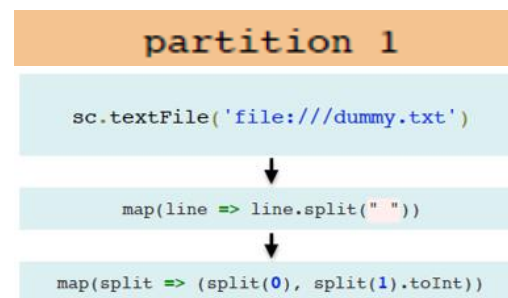 partition 1
sc.textFile('file:///dummy.txt')
map(line => line.split(" "))
map(split => (split(0), split(1).toInt))